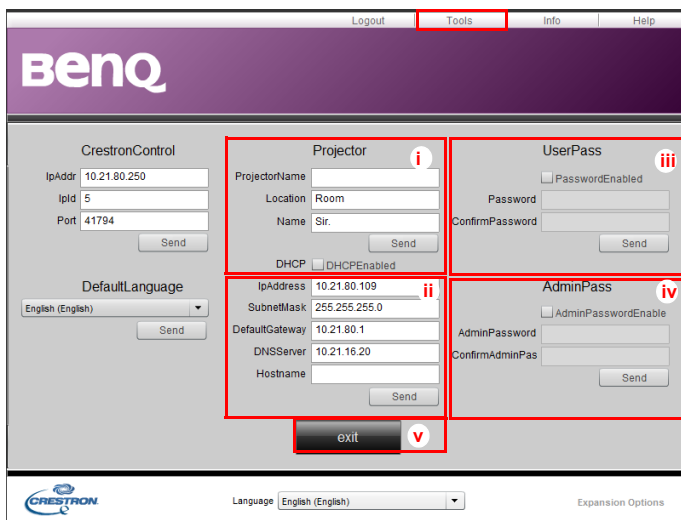 Logout Tools Info Help
BenQ
CrestronControl
IpAddr 10.21.80.250
IpId 5
Port 41794
Send
DefaultLanguage
English (English)
Send
Projector
i
ProjectorName
Location Room
Name Sir.
Send
DHCP DHCPEnabled
ii
IpAddress 10.21.80.109
SubnetMask 255.255.255.0
DefaultGateway 10.21.80.1
DNSServer 10.21.16.20
Hostname
Send
UserPass
iii
PasswordEnabled
Password
ConfirmPassword
Send
AdminPass
iv
AdminPasswordEnable
AdminPassword
ConfirmAdminPas
Send
exit
v
CRESTRON
Language English (English)
Expansion Options